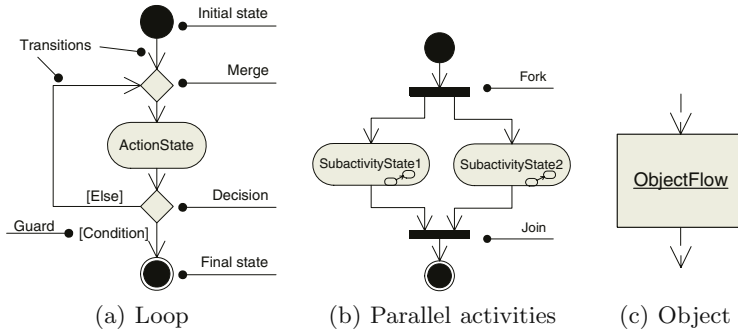 Initial state
Transitions
Merge
ActionState
[Else]
Decision
Guard
[Condition]
Final state
(a) Loop
Fork
SubactivityState1
SubactivityState2
Join
(b) Parallel activities
ObjectFlow
(c) Object